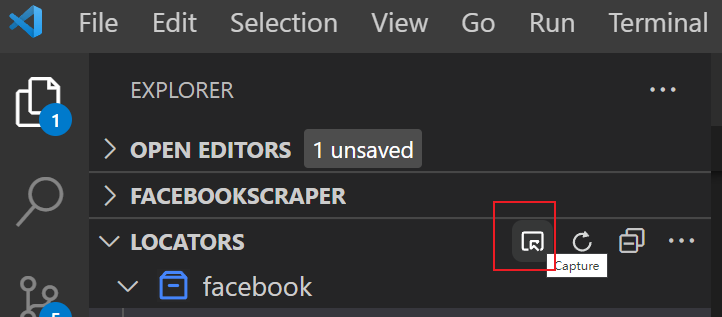 File Edit Selection View Go Run Terminal
EXPLORER
1
OPEN EDITORS 1 unsaved
FACEBOOKSCRAPER
LOCATORS
Capture
facebook
5